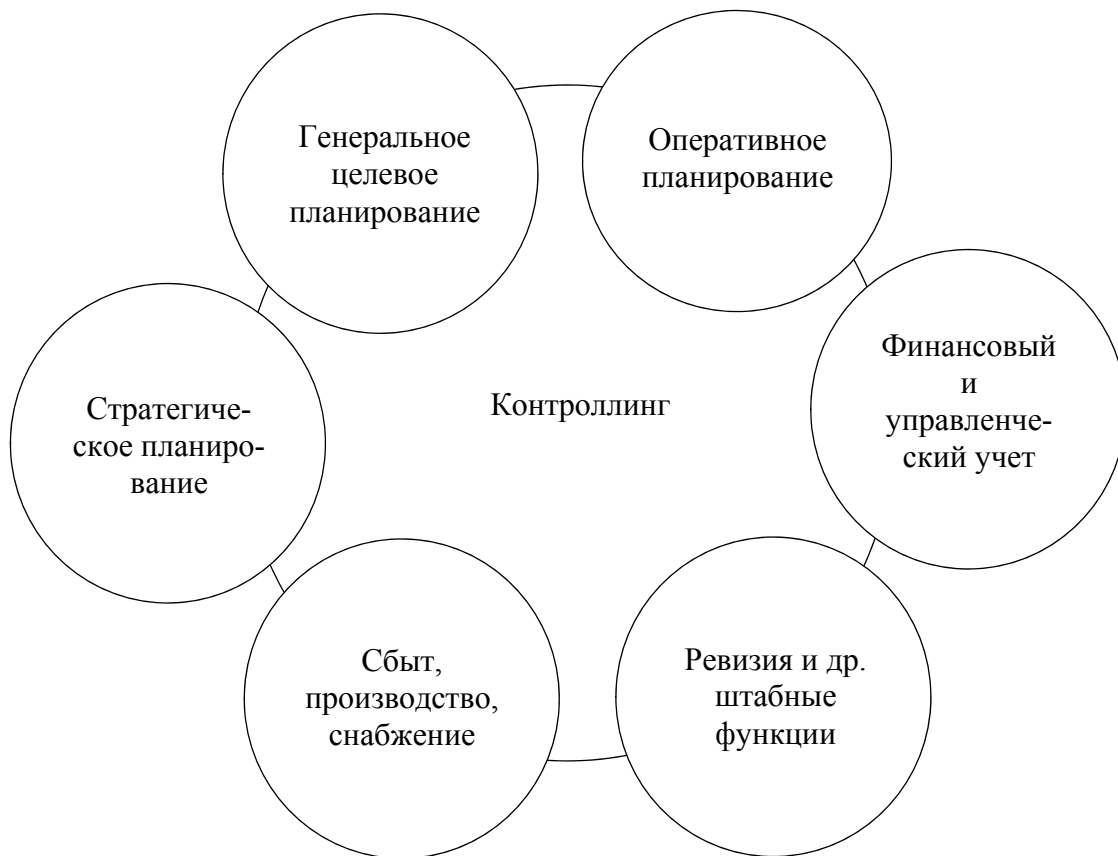 Генеральное
целевое
планирование
Оперативное
планирование
Финансовый
и
управленче-
ский учет
Контроллинг
Стратегиче-
ское планиро-
вание
Сбыт,
производство,
снабжение
Ревизия и др.
штабные
функции